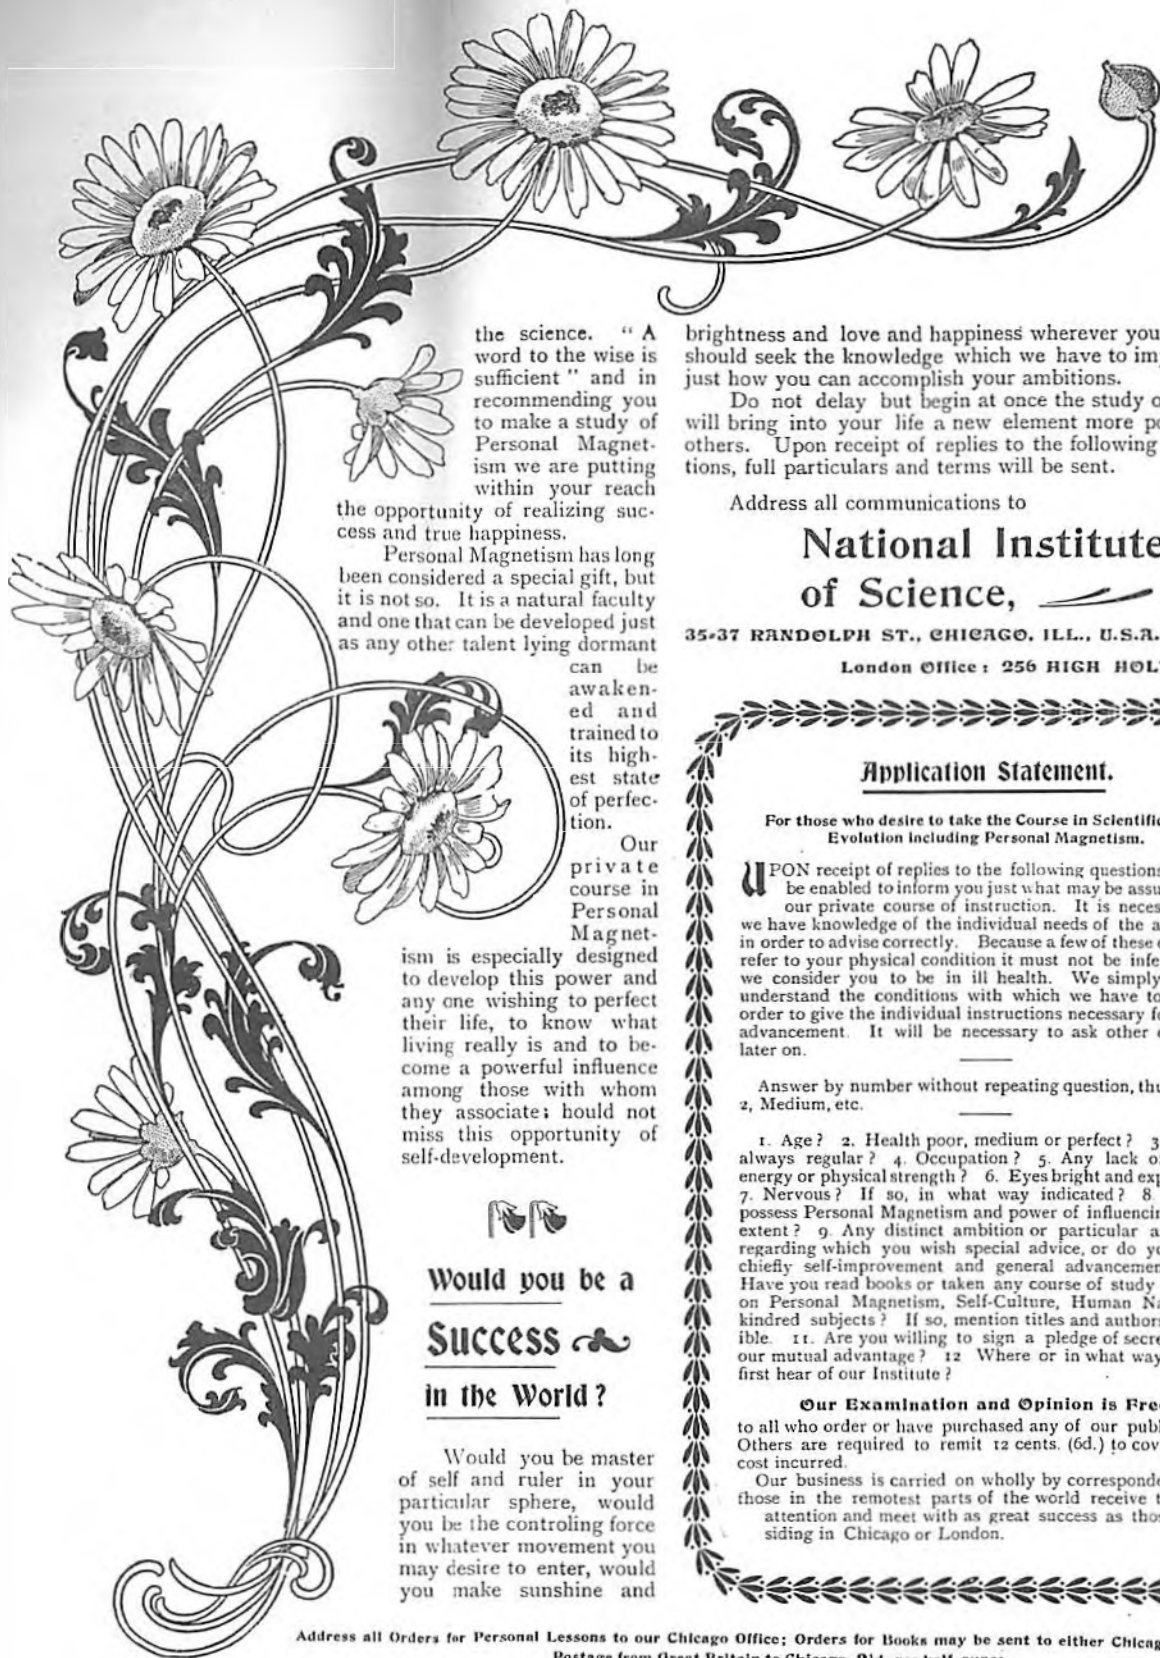 the science. “ A
word to the wise is
sufficient ” and in
recommending you
to make a study of
Personal Magnet-
ism we are putting
within your reach
the opportunity of realizing suc-
cess and true happiness.
Personal Magnetism has long
been considered a special gift, but
it is not so. It is a natural faculty
and one that can be developed just
as any other talent lying dormant
can be
awaken-
ed and
trained to
its high-
est state
of perfec-
tion.
Our
private
course in
Personal
Magnet-
ism is especially designed
to develop this power and
any one wishing to perfect
their life, to know what
living really is and to be-
come a powerful influence
among those with whom
they associate; hould not
miss this opportunity of
self-development.
Would you be a
Success
in the World?
Would you be master
of self and ruler in your
particular sphere, would
you be the controling force
in whatever movement you
may desire to enter, would
you make sunshine and
brightness and love and happiness wherever you
should seek the knowledge which we have to im
just how you can accomplish your ambitions.
Do not delay but begin at once the study o
will bring into your life a new element more p
others. Upon receipt of replies to the following
tions, full particulars and terms will be sent.
Address all communications to
National Institute
of Science,
35-37 RANDOLPH ST., CHICAGO, ILL., U.S.A.
London Office: 256 HIGH HOL
Application Statement.
For those who desire to take the Course in Scientific
Evolution including Personal Magnetism.
UPON receipt of replies to the following questions
be enabled to inform you just what may be assu
our private course of instruction. It is neces
we have knowledge of the individual needs of the a
in order to advise correctly. Because a few of these
refer to your physical condition it must not be infe
we consider you to be in ill health. We simply
understand the conditions with which we have to
order to give the individual instructions necessary f
advancement. It will be necessary to ask other
later on.
Answer by number without repeating question, thu
2, Medium, etc.
1. Age? 2. Health poor, medium or perfect? 3
always regular? 4. Occupation? 5. Any lack o
energy or physical strength? 6. Eyes bright and exp
7. Nervous? If so, in what way indicated? 8
possess Personal Magnetism and power of influencin
extent? 9. Any distinct ambition or particular a
regarding which you wish special advice, or do y
chiefly self-improvement and general advancemen
Have you read books or taken any course of study
on Personal Magnetism, Self-Culture, Human Na
kindred subjects? If so, mention titles and author
ible. 11. Are you willing to sign a pledge of secre
our mutual advantage? 12 Where or in what way
first hear of our Institute?
Our Examination and Opinion is Fre
to all who order or have purchased any of our publ
Others are required to remit 12 cents. (6d.) to cov
cost incurred.
Our business is carried on wholly by corresponde
those in the remotest parts of the world receive t
attention and meet with as great success as thos
siding in Chicago or London.
Address all Orders for Personal Lessons to our Chicago Office; Orders for Books may be sent to either Chicag
Postage from Great Britain to Chicago